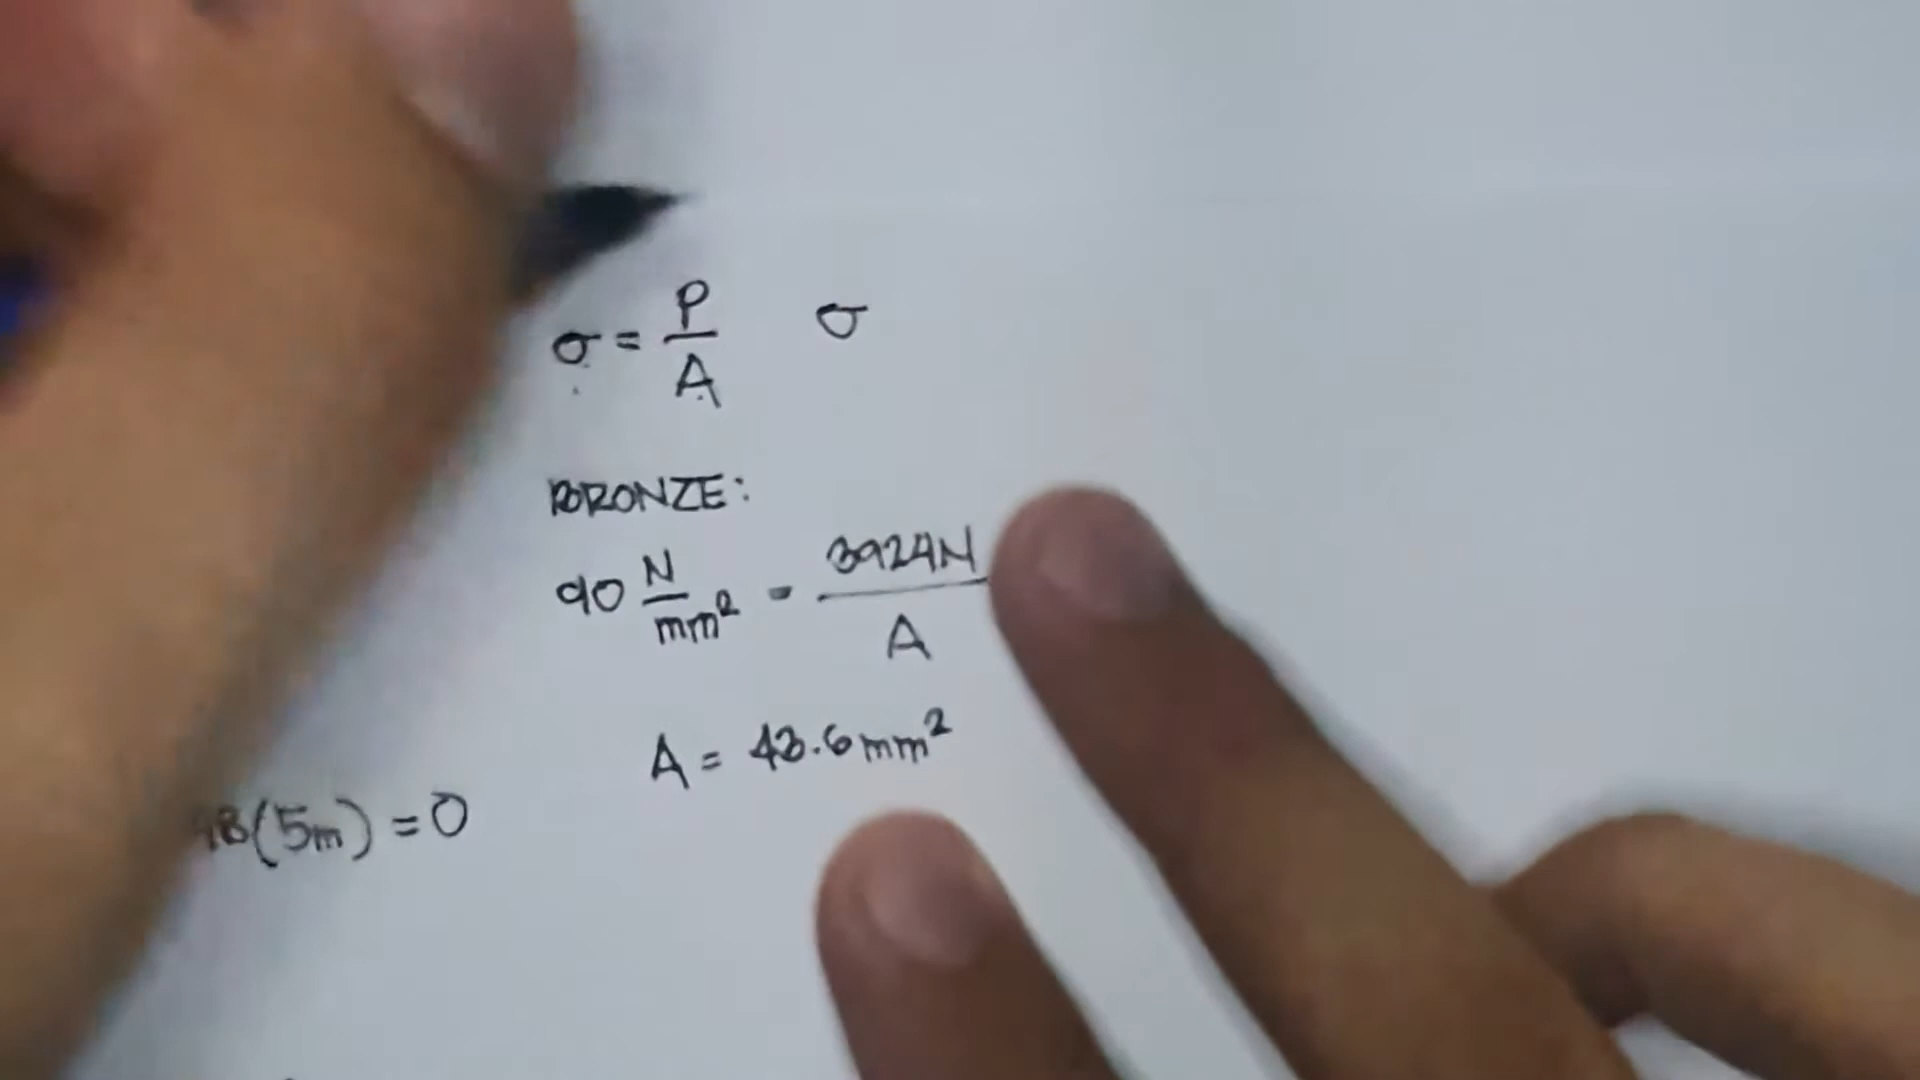 σ = P/A σ
BRONZE:
90 N/mm² = 3924N/A
A = 43.6 mm²
B(5m) = 0